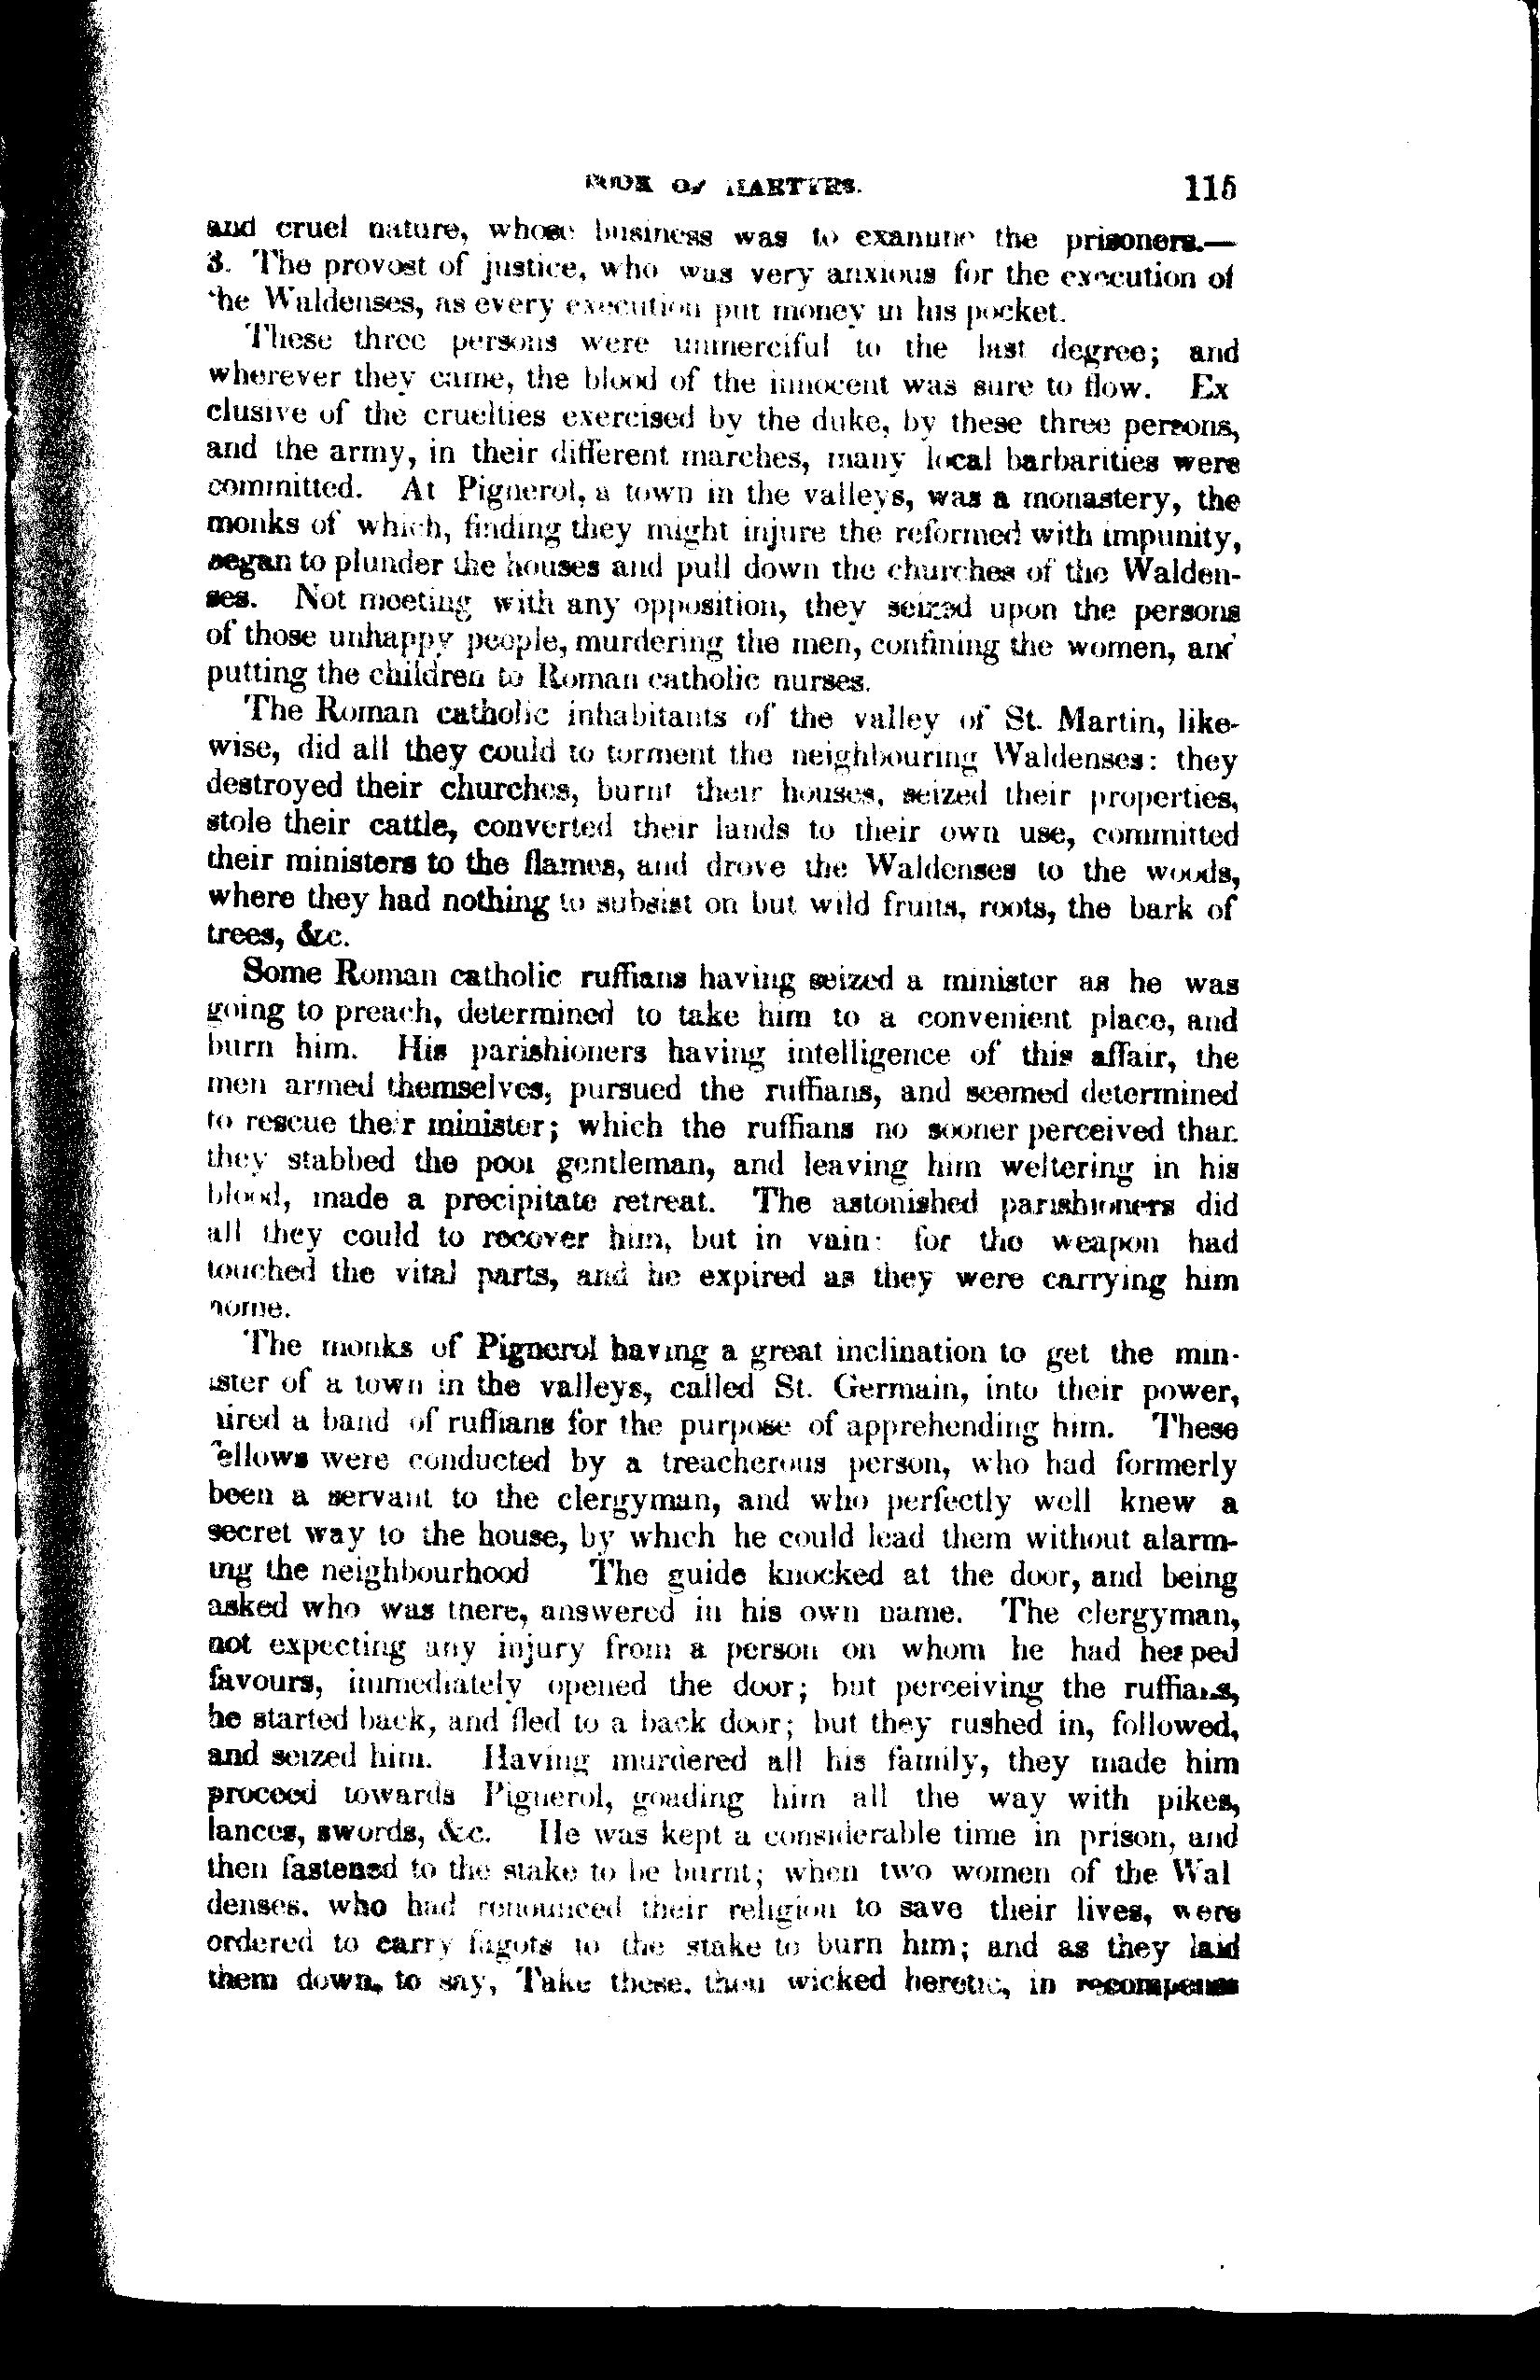 BOOK OF MARTYRS. 115
and cruel nature, whose business was to examine the prisoners.—
3. The provost of justice, who was very anxious for the execution of
the Waldenses, as every execution put money in his pocket.
These three persons were unmerciful to the last degree; and
wherever they came, the blood of the innocent was sure to flow. Ex
clusive of the cruelties exercised by the duke, by these three persons,
and the army, in their different marches, many local barbarities were
committed. At Pignerol, a town in the valleys, was a monastery, the
monks of which, finding they might injure the reformed with impunity,
began to plunder the houses and pull down the churches of the Walden-
ses. Not meeting with any opposition, they seized upon the persons
of those unhappy people, murdering the men, confining the women, and
putting the children to Roman catholic nurses.
The Roman catholic inhabitants of the valley of St. Martin, like-
wise, did all they could to torment the neighbouring Waldenses: they
destroyed their churches, burnt their houses, seized their properties,
stole their cattle, converted their lands to their own use, committed
their ministers to the flames, and drove the Waldenses to the woods,
where they had nothing to subsist on but wild fruits, roots, the bark of
trees, &c.
Some Roman catholic ruffians having seized a minister as he was
going to preach, determined to take him to a convenient place, and
burn him. His parishioners having intelligence of this affair, the
men armed themselves, pursued the ruffians, and seemed determined
to rescue their minister; which the ruffians no sooner perceived than
they stabbed the poor gentleman, and leaving him weltering in his
blood, made a precipitate retreat. The astonished parishioners did
all they could to recover him, but in vain: for the weapon had
touched the vital parts, and he expired as they were carrying him
home.
The monks of Pignerol having a great inclination to get the min-
ister of a town in the valleys, called St. Germain, into their power,
hired a band of ruffians for the purpose of apprehending him. These
fellows were conducted by a treacherous person, who had formerly
been a servant to the clergyman, and who perfectly well knew a
secret way to the house, by which he could lead them without alarm-
ing the neighbourhood The guide knocked at the door, and being
asked who was there, answered in his own name. The clergyman,
not expecting any injury from a person on whom he had heaped
favours, immediately opened the door; but perceiving the ruffians,
he started back, and fled to a back door; but they rushed in, followed,
and seized him. Having murdered all his family, they made him
proceed towards Pignerol, goading him all the way with pikes,
lances, swords, &c. He was kept a considerable time in prison, and
then fastened to the stake to be burnt; when two women of the Wal
denses, who had renounced their religion to save their lives, were
ordered to carry fagots to the stake to burn him; and as they laid
them down, to say, Take these, thou wicked heretic, in recompense